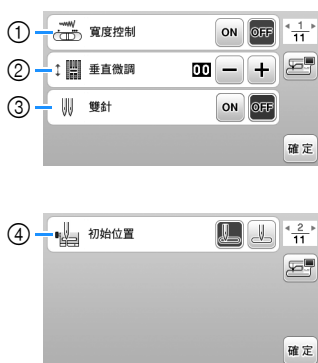 ① 寬度控制 ON OFF 1
11
② 垂直微調 00 − +
③ 雙針 ON OFF
確定
④ 初始位置 2
11
確定